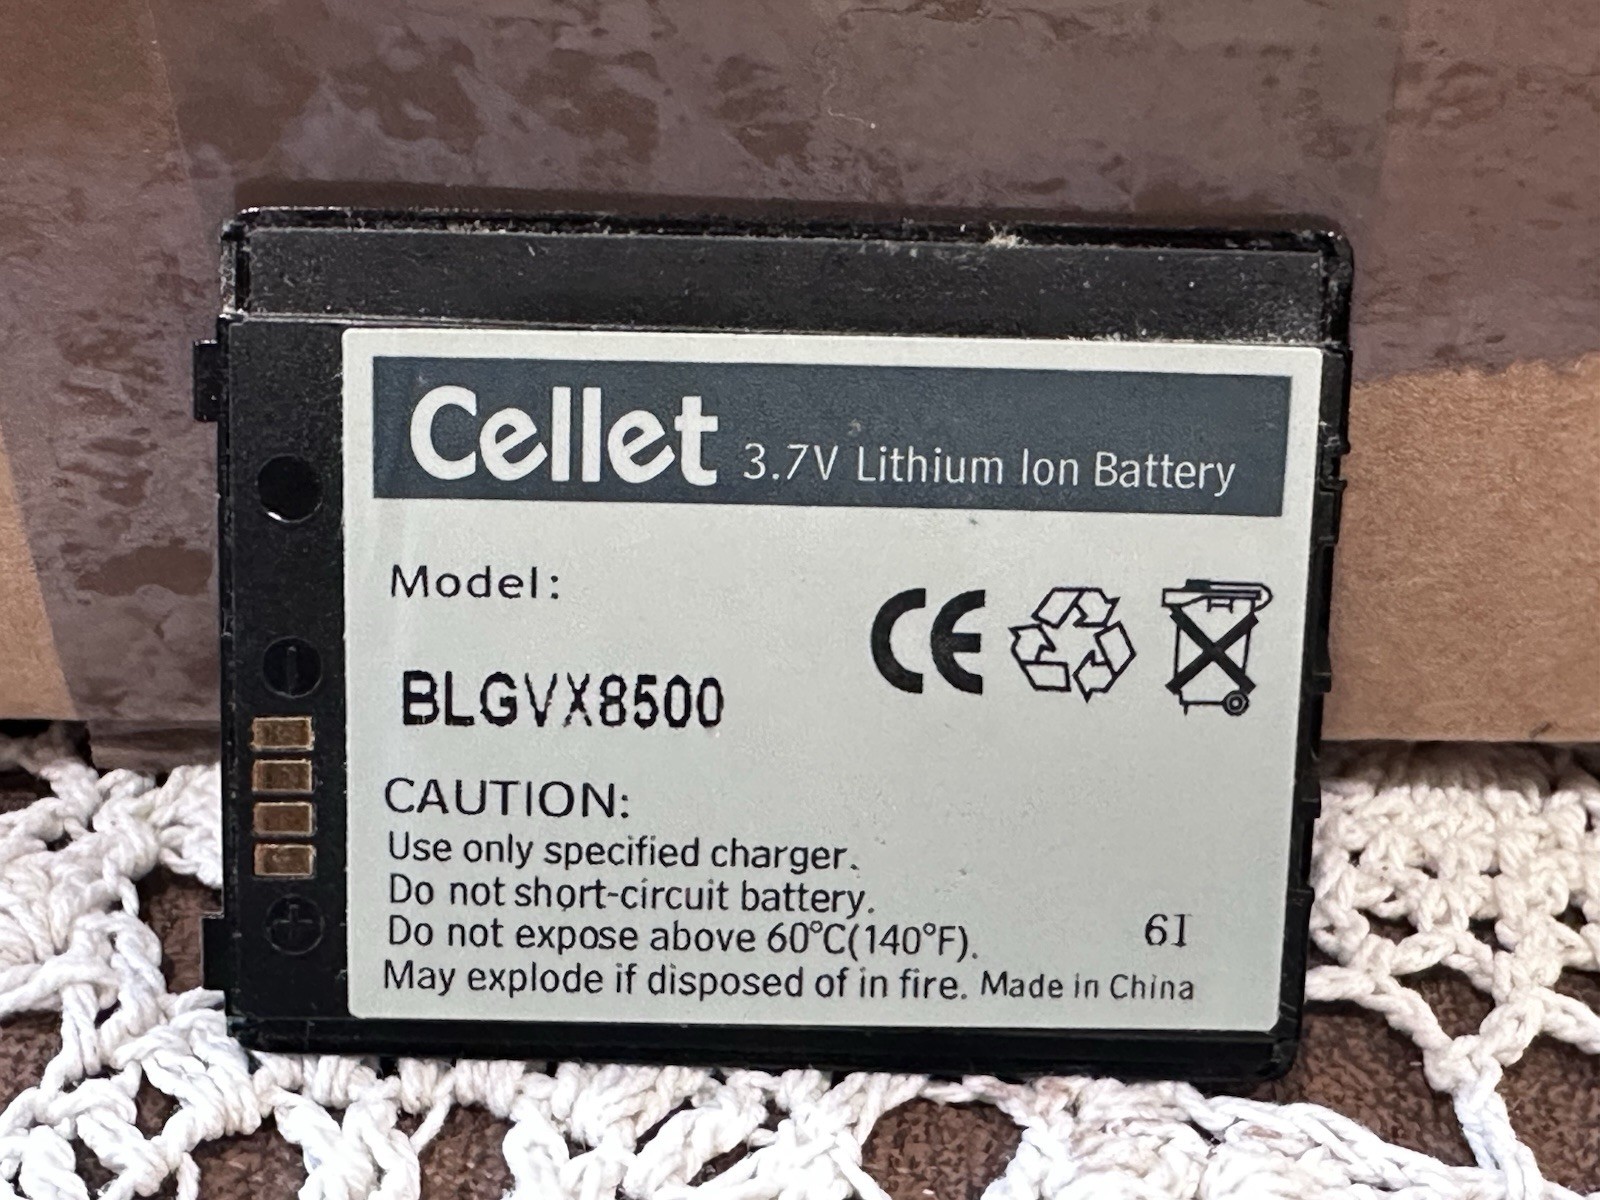 Cellet 3.7V Lithium Ion Battery
Model:
BLGVX8500
CE
CAUTION:
Use only specified charger.
Do not short-circuit battery.
Do not expose above 60°C(140°F).
6I
May explode if disposed of in fire. Made in China